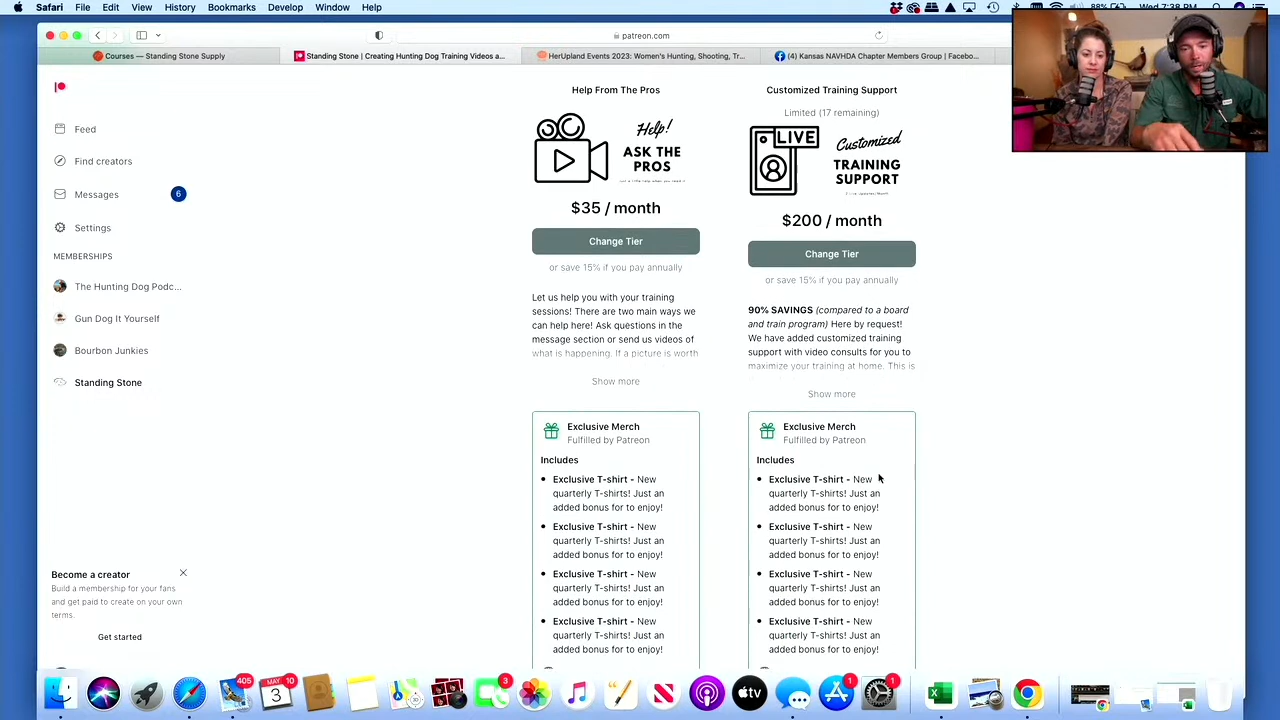 Safari File Edit View History Bookmarks Develop Window Help
88% Wed 7:38 PM
patreon.com
Courses — Standing Stone Supply
Standing Stone | Creating Hunting Dog Training Videos a...
HerUpland Events 2023: Women's Hunting, Shooting, Tr...
(4) Kansas NAVHDA Chapter Members Group | Facebo...
Feed
Find creators
Messages 6
Settings
MEMBERSHIPS
The Hunting Dog Podc...
Gun Dog It Yourself
Bourbon Junkies
Standing Stone
Become a creator
Build a membership for your fans
and get paid to create on your own
terms.
Get started
Help From The Pros
Help!
ASK THE
PROS
$35 / month
Change Tier
or save 15% if you pay annually
Let us help you with your training
sessions! There are two main ways we
can help here! Ask questions in the
message section or send us videos of
what is happening. If a picture is worth
Show more
Exclusive Merch
Fulfilled by Patreon
Includes
Exclusive T-shirt - New
quarterly T-shirts! Just an
added bonus for to enjoy!
Exclusive T-shirt - New
quarterly T-shirts! Just an
added bonus for to enjoy!
Exclusive T-shirt - New
quarterly T-shirts! Just an
added bonus for to enjoy!
Exclusive T-shirt - New
quarterly T-shirts! Just an
added bonus for to enjoy!
Customized Training Support
Limited (17 remaining)
LIVE
Customized
TRAINING
SUPPORT
$200 / month
Change Tier
or save 15% if you pay annually
90% SAVINGS (compared to a board
and train program) Here by request!
We have added customized training
support with video consults for you to
maximize your training at home. This is
Show more
Exclusive Merch
Fulfilled by Patreon
Includes
Exclusive T-shirt - New
quarterly T-shirts! Just an
added bonus for to enjoy!
Exclusive T-shirt - New
quarterly T-shirts! Just an
added bonus for to enjoy!
Exclusive T-shirt - New
quarterly T-shirts! Just an
added bonus for to enjoy!
Exclusive T-shirt - New
quarterly T-shirts! Just an
added bonus for to enjoy!
405
MAY 10
3
3
tv
1
1